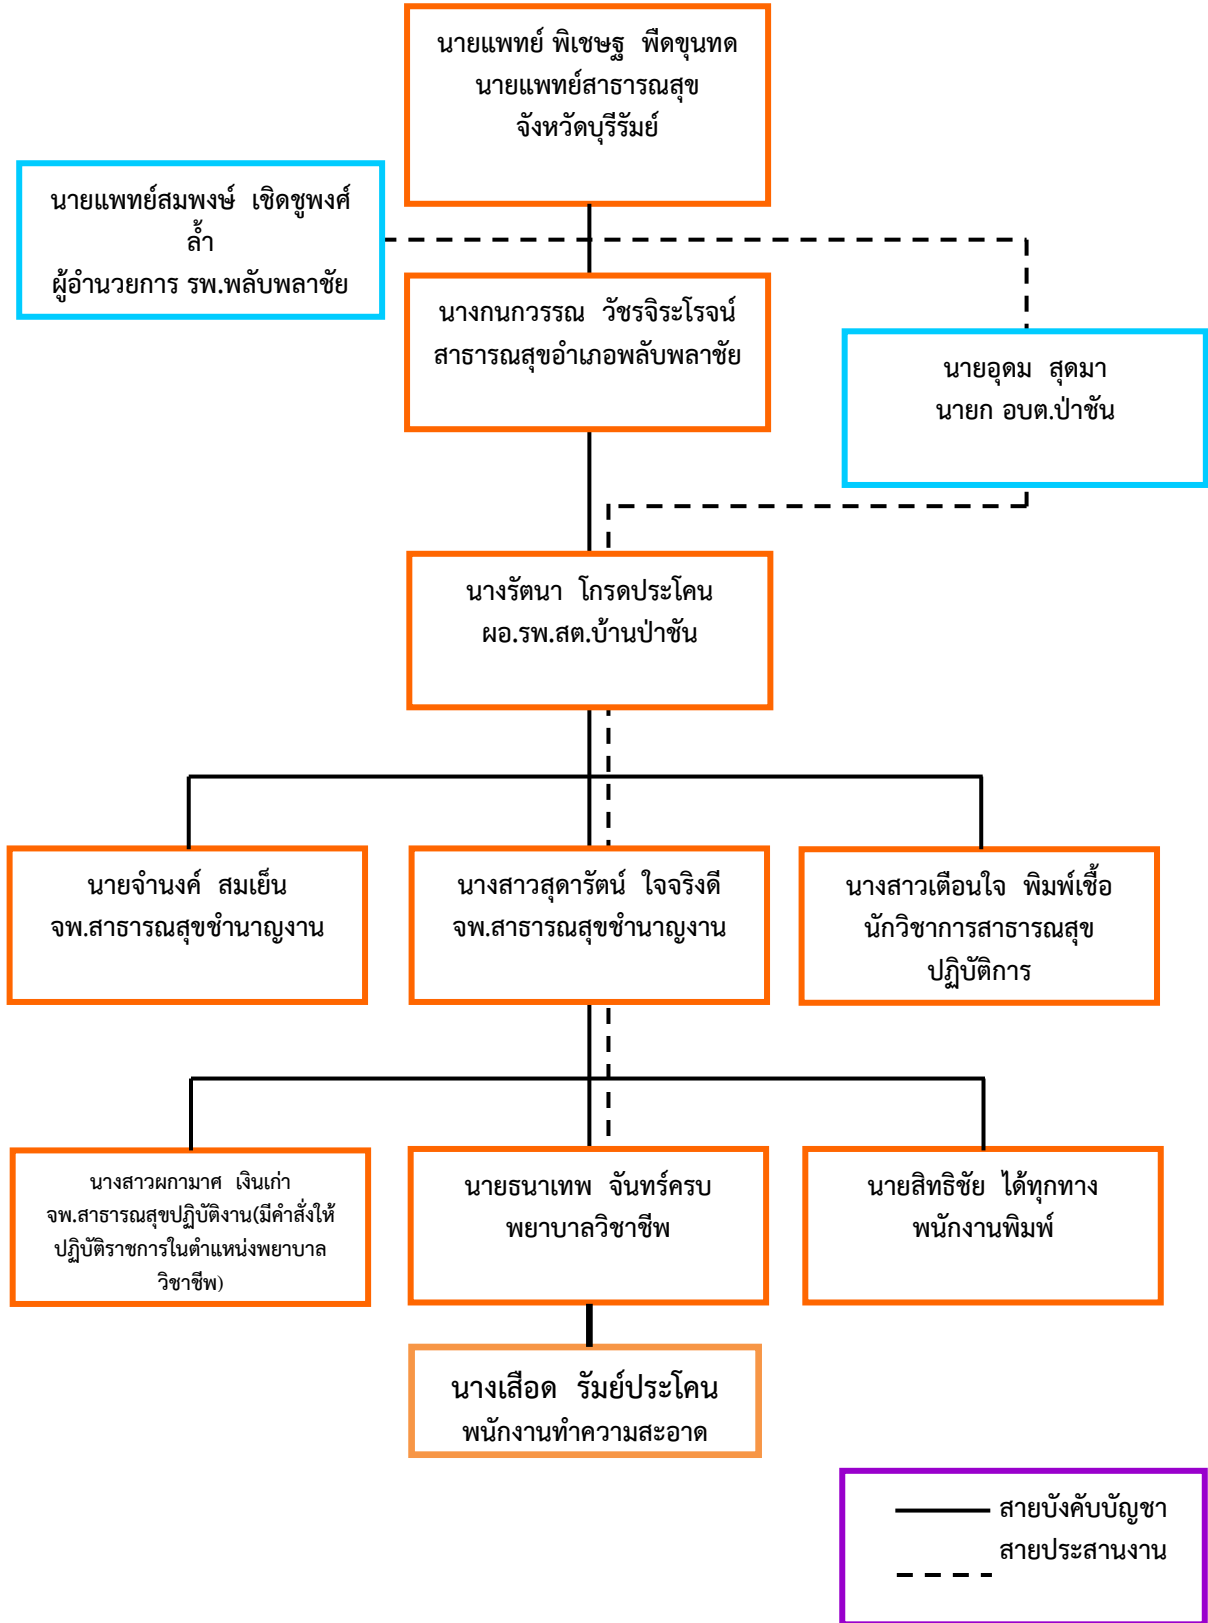 นายแพทย์ พิเชษฐ  พืดขุนทด
นายแพทย์สาธารณสุข
จังหวัดบุรีรัมย์
นายแพทย์สมพงษ์  เชิดชูพงศ์
ล้ำ
ผู้อำนวยการ รพ.พลับพลาชัย
นางกนกวรรณ  วัชรจิระโรจน์
สาธารณสุขอำเภอพลับพลาชัย
นายอุดม  สุดมา
นายก อบต.ป่าชัน
นางรัตนา  โกรดประโคน
ผอ.รพ.สต.บ้านป่าชัน
นายจำนงค์  สมเย็น
จพ.สาธารณสุขชำนาญงาน
นางสาวสุดารัตน์  ใจจริงดี
จพ.สาธารณสุขชำนาญงาน
นางสาวเตือนใจ  พิมพ์เชื้อ
นักวิชาการสาธารณสุข
ปฏิบัติการ
นางสาวผกามาศ  เงินเก่า
จพ.สาธารณสุขปฏิบัติงาน(มีคำสั่งให้
ปฏิบัติราชการในตำแหน่งพยาบาล
วิชาชีพ)
นายธนาเทพ  จันทร์ครบ
พยาบาลวิชาชีพ
นายสิทธิชัย  ได้ทุกทาง
พนักงานพิมพ์
นางเสือด  รัมย์ประโคน
พนักงานทำความสะอาด
สายบังคับบัญชา
สายประสานงาน